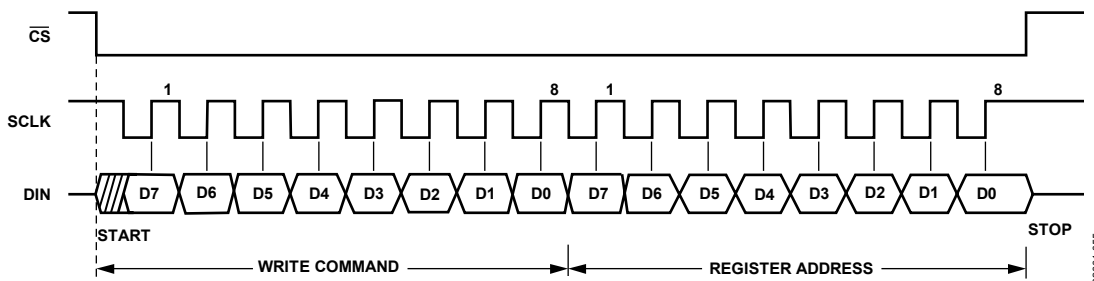 CS
1 8 1 8
SCLK
DIN D7 D6 D5 D4 D3 D2 D1 D0 D7 D6 D5 D4 D3 D2 D1 D0
START STOP
WRITE COMMAND REGISTER ADDRESS